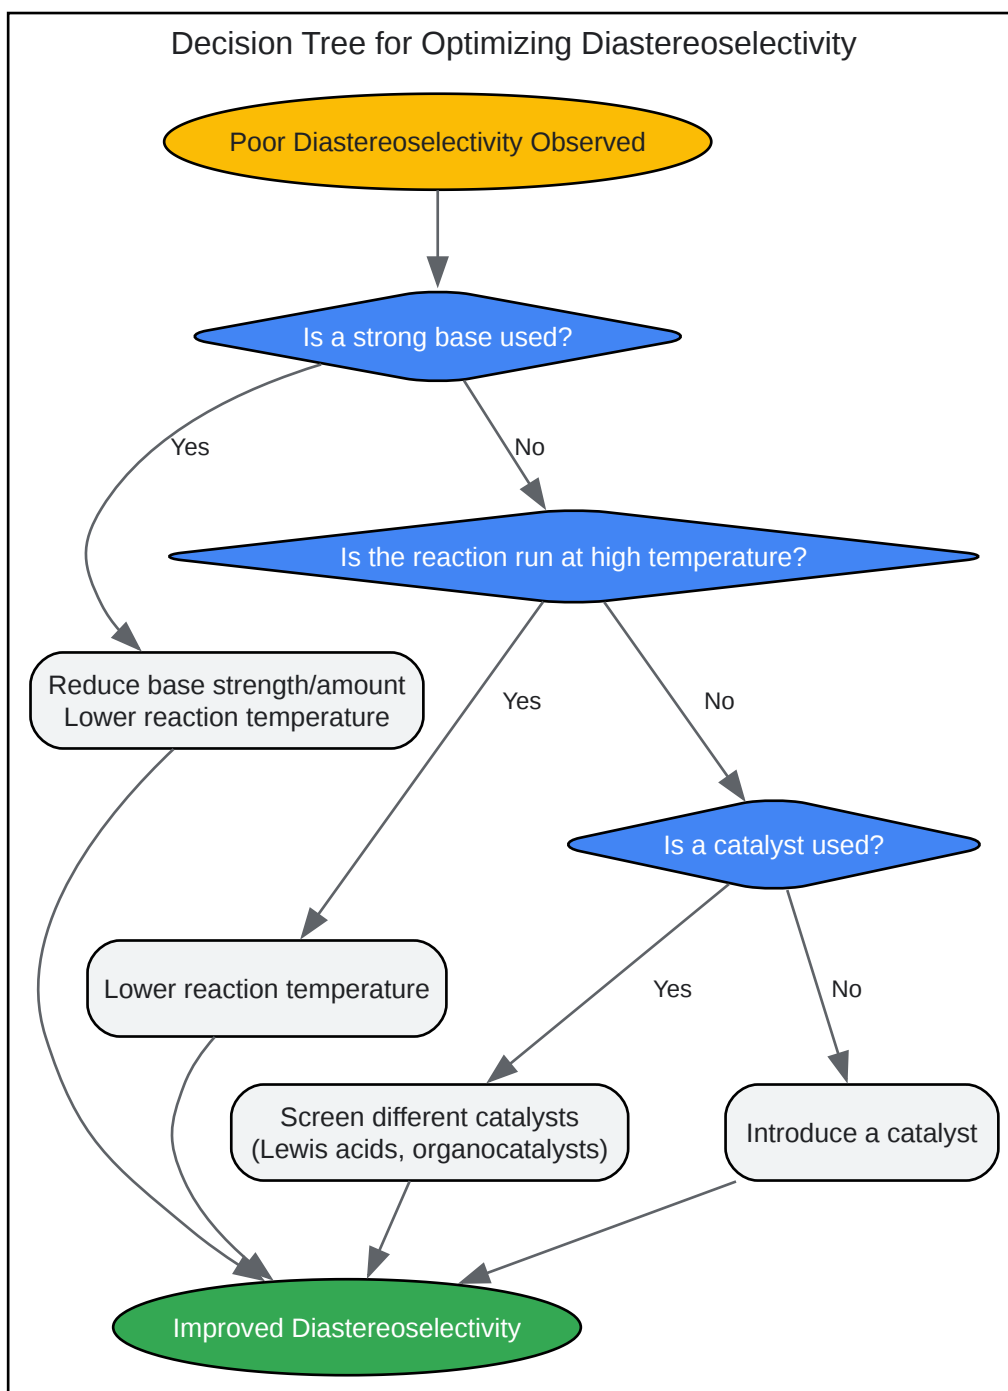 Decision Tree for Optimizing Diastereoselectivity
Poor Diastereoselectivity Observed
Is a strong base used?
Yes
No
Is the reaction run at high temperature?
Reduce base strength/amount
Lower reaction temperature
Yes
No
Is a catalyst used?
Lower reaction temperature
Yes
No
Screen different catalysts
(Lewis acids, organocatalysts)
Introduce a catalyst
Improved Diastereoselectivity